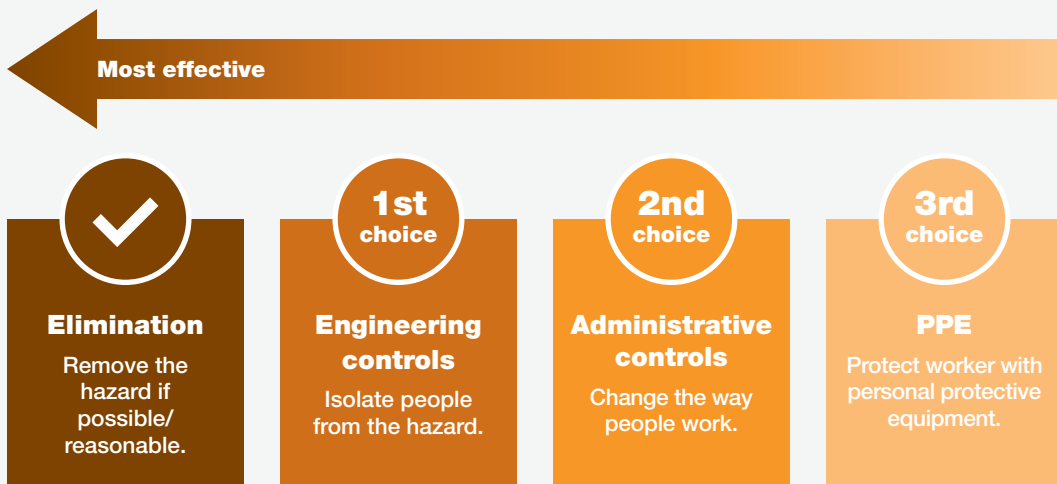 Most effective
Elimination
Remove the
hazard if
possible/
reasonable.
1st
choice
Engineering
controls
Isolate people
from the hazard.
2nd
choice
Administrative
controls
Change the way
people work.
3rd
choice
PPE
Protect worker with
personal protective
equipment.